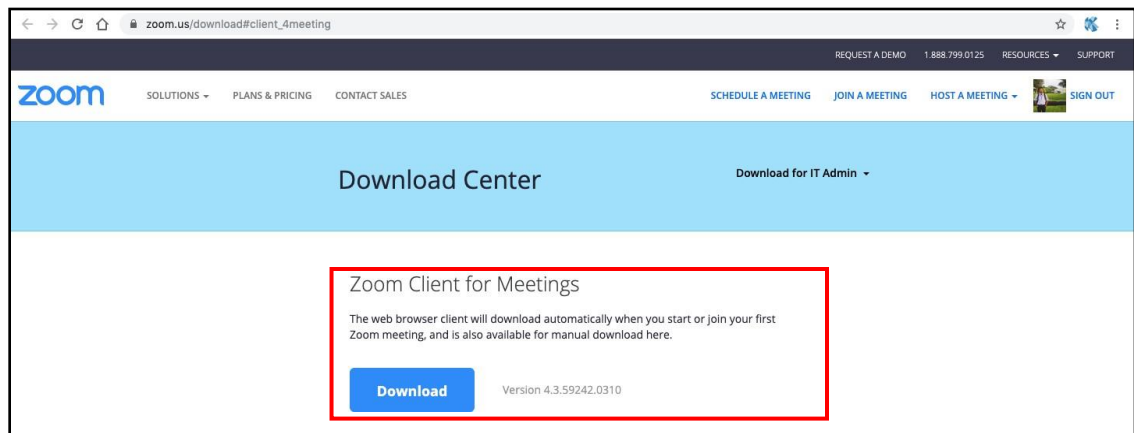 zoom.us/download#client_4meeting
REQUEST A DEMO 1.888.799.0125 RESOURCES SUPPORT
zoom SOLUTIONS PLANS & PRICING CONTACT SALES SCHEDULE A MEETING JOIN A MEETING HOST A MEETING SIGN OUT
Download Center Download for IT Admin
Zoom Client for Meetings
The web browser client will download automatically when you start or join your first
Zoom meeting, and is also available for manual download here.
Download Version 4.3.59242.0310